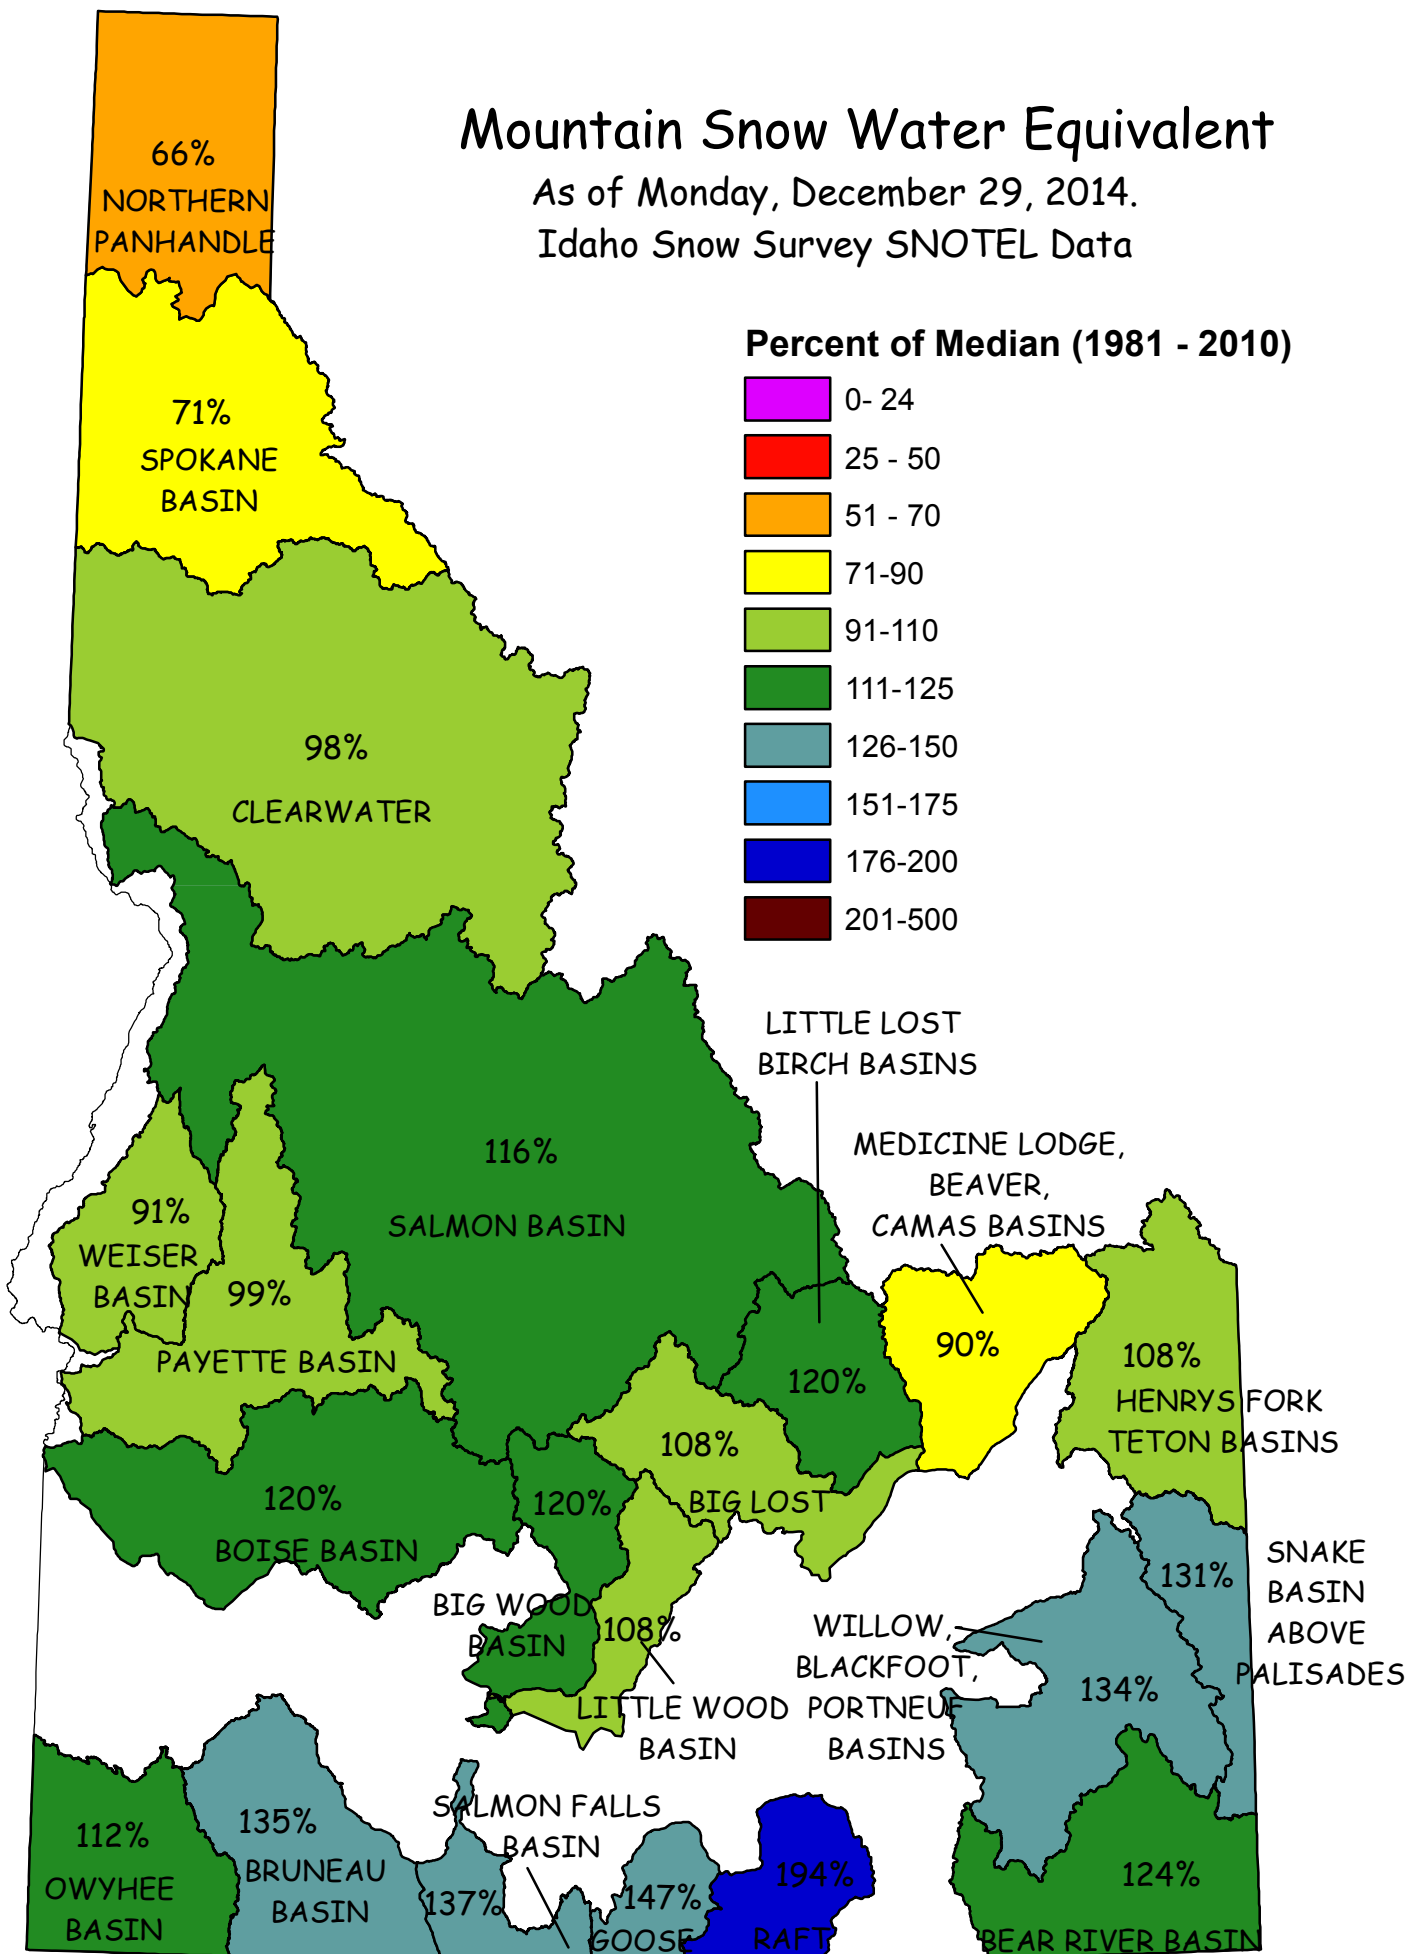 Mountain Snow Water Equivalent
As of Monday, December 29, 2014.
Idaho Snow Survey SNOTEL Data
Percent of Median (1981 - 2010)
0- 24
25 - 50
51 - 70
71-90
91-110
111-125
126-150
151-175
176-200
201-500
66%
NORTHERN
PANHANDLE
71%
SPOKANE
BASIN
98%
CLEARWATER
116%
SALMON BASIN
LITTLE LOST
BIRCH BASINS
120%
MEDICINE LODGE,
BEAVER,
CAMAS BASINS
90%
91%
WEISER
BASIN
99%
PAYETTE BASIN
108%
HENRYS FORK
TETON BASINS
108%
BIG LOST
120%
BOISE BASIN
120%
BIG WOOD
BASIN
108%
LITTLE WOOD
BASIN
131%
SNAKE
BASIN
ABOVE
PALISADES
WILLOW,
BLACKFOOT,
PORTNEUF
BASINS
134%
112%
OWYHEE
BASIN
135%
BRUNEAU
BASIN
SALMON FALLS
BASIN
137%
147%
GOOSE
194%
RAFT
124%
BEAR RIVER BASIN